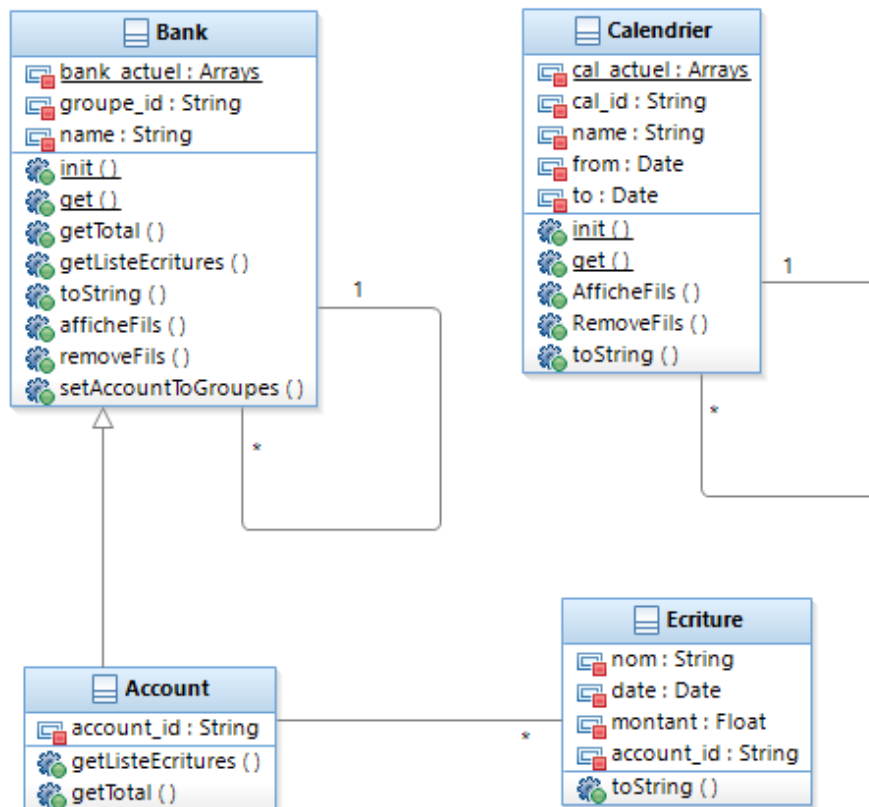 Bank
bank_actuel : Arrays
groupe_id : String
name : String
init ( )
get ( )
getTotal ( )
getListeEcritures ( )
toString ( )
afficheFils ( )
removeFils ( )
setAccountToGroupes ( )
1
*
Calendrier
cal_actuel : Arrays
cal_id : String
name : String
from : Date
to : Date
init ( )
get ( )
AfficheFils ( )
RemoveFils ( )
toString ( )
1
*
Account
account_id : String
getListeEcritures ( )
getTotal ( )
*
Ecriture
nom : String
date : Date
montant : Float
account_id : String
toString ( )